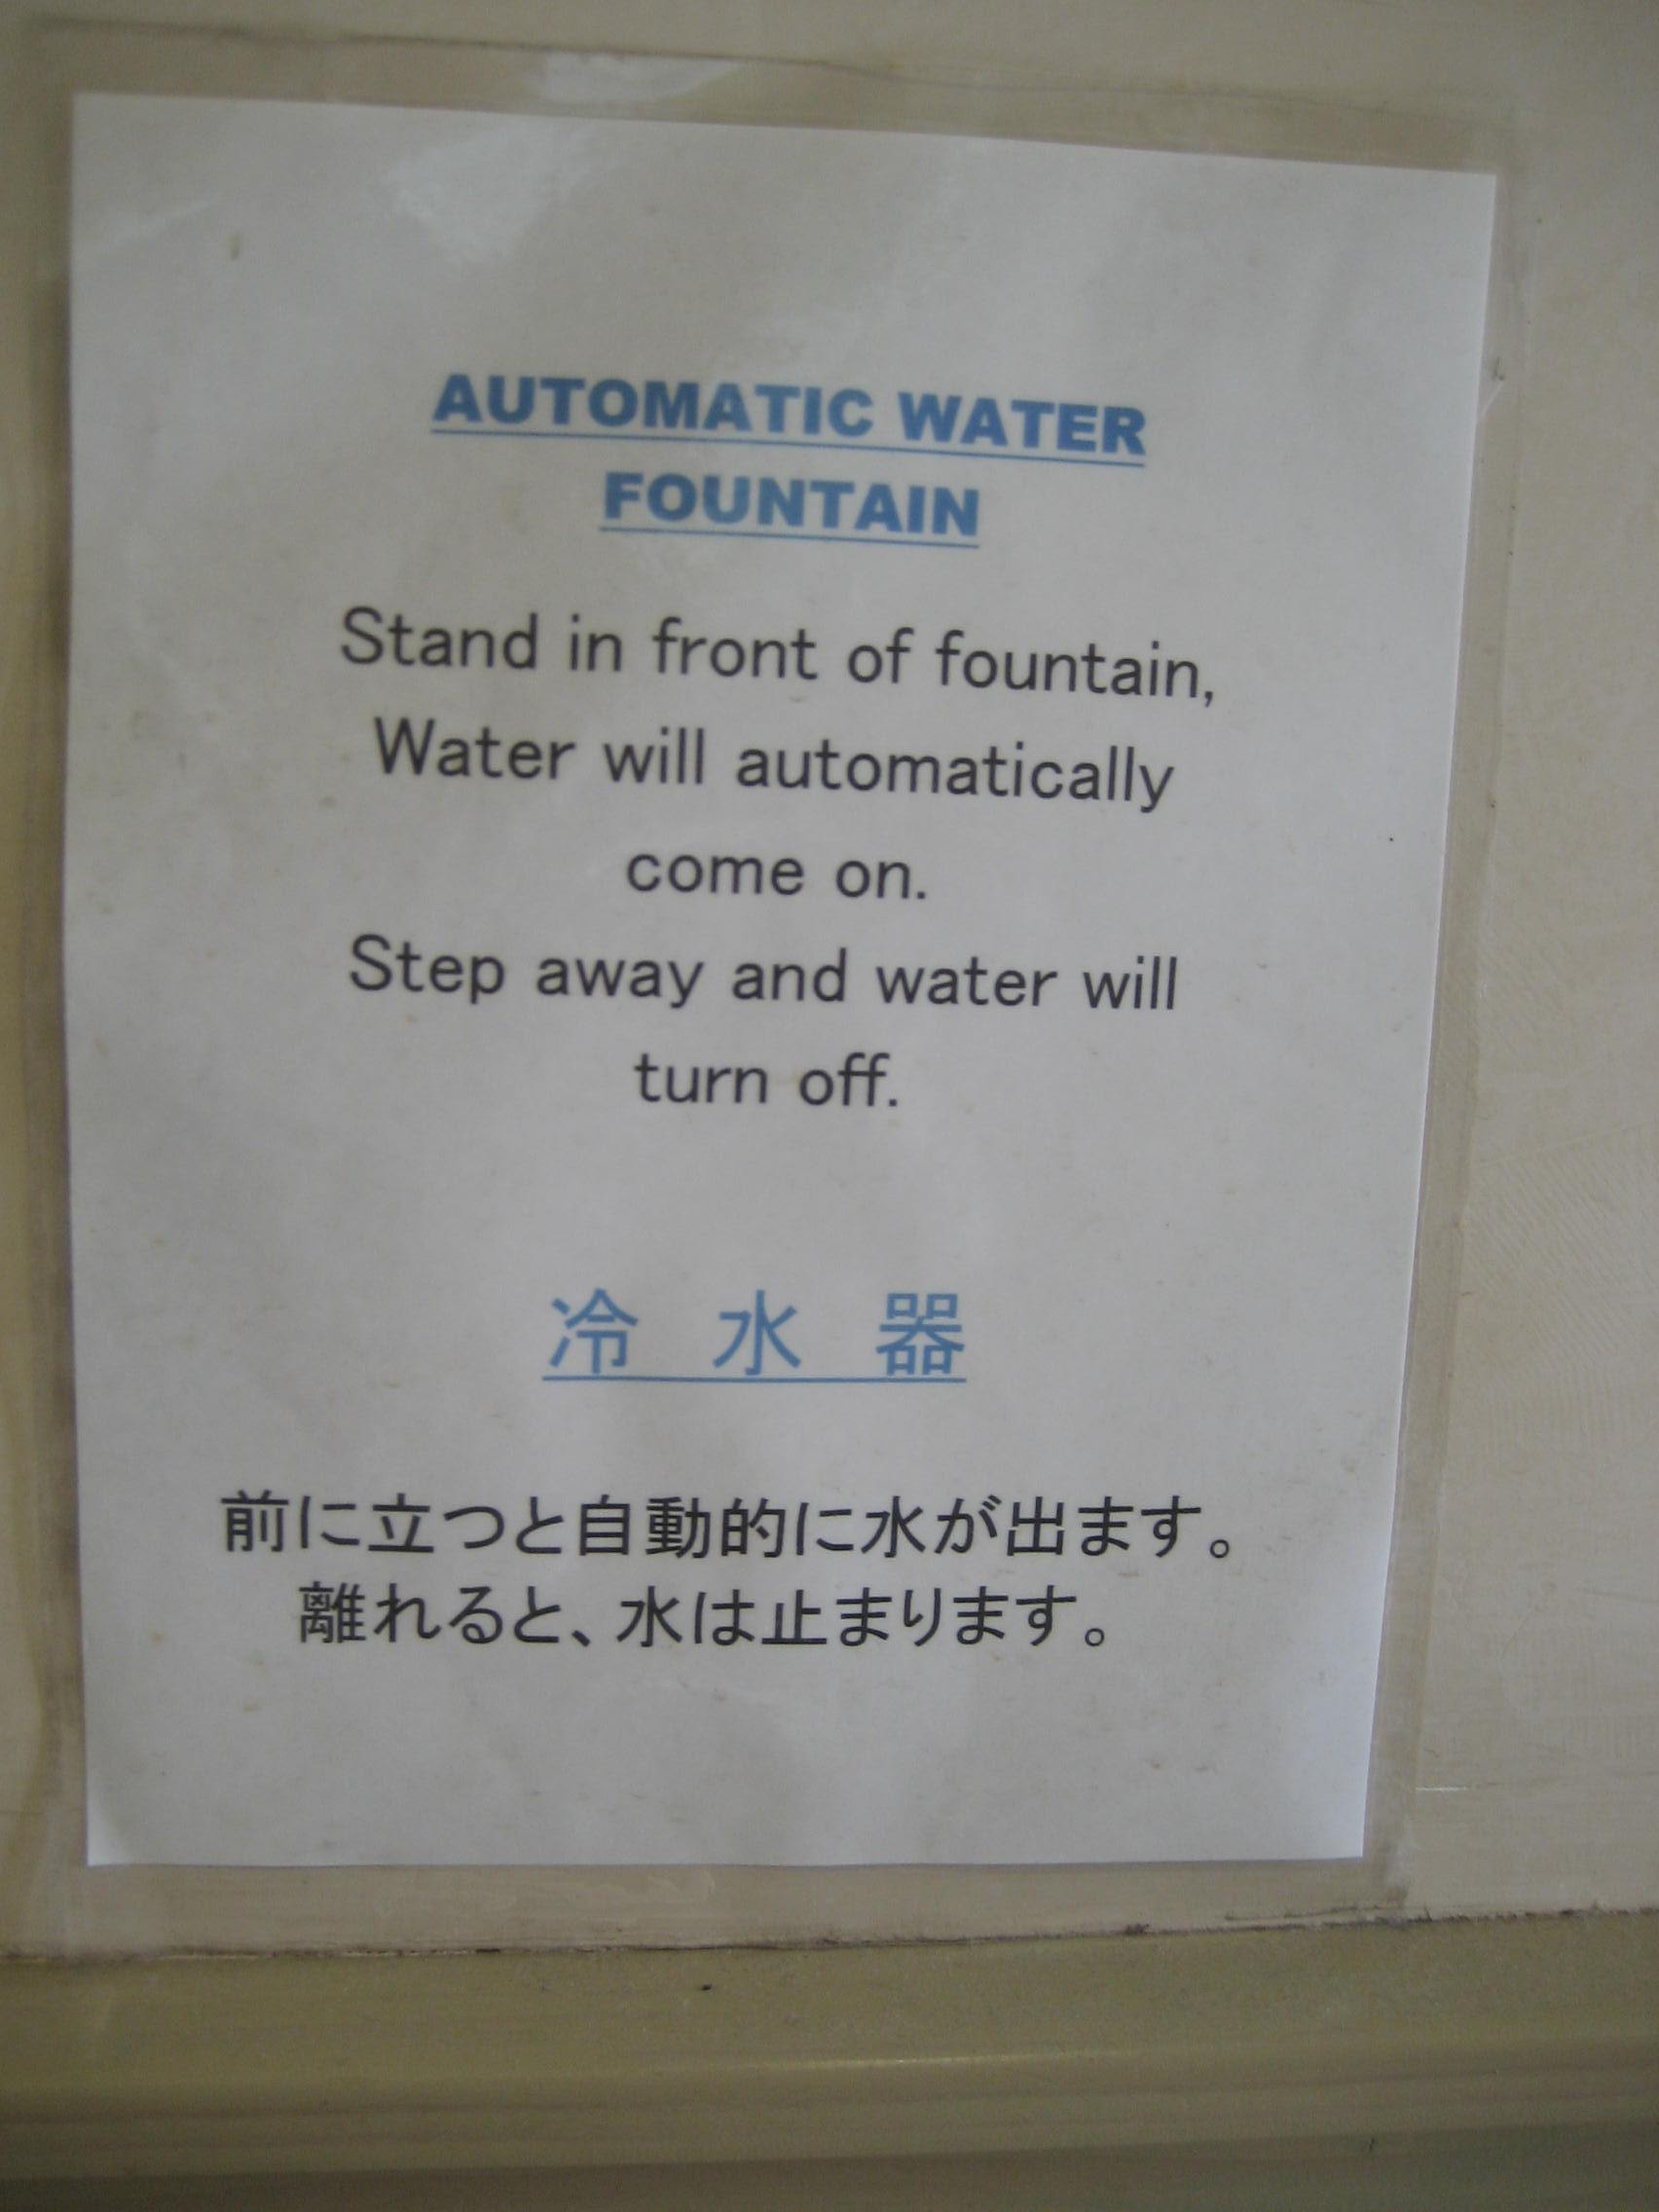 AUTOMATIC WATER
FOUNTAIN
Stand in front of fountain,
Water will automatically
come on.
Step away and water will
turn off.
冷 水 器
前に立つと自動的に水が出ます。
離れると、水は止まります。